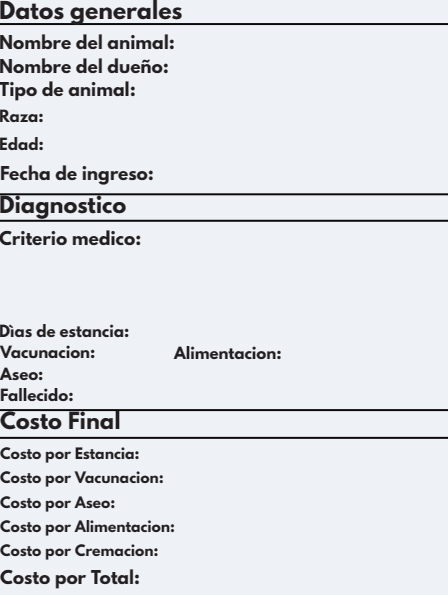 Datos generales
Nombre del animal:
Nombre del dueño:
Tipo de animal:
Raza:
Edad:
Fecha de ingreso:
Diagnostico
Criterio medico:
Dìas de estancia:
Vacunacion: Alimentacion:
Aseo:
Fallecido:
Costo Final
Costo por Estancia:
Costo por Vacunacion:
Costo por Aseo:
Costo por Alimentacion:
Costo por Cremacion:
Costo por Total: